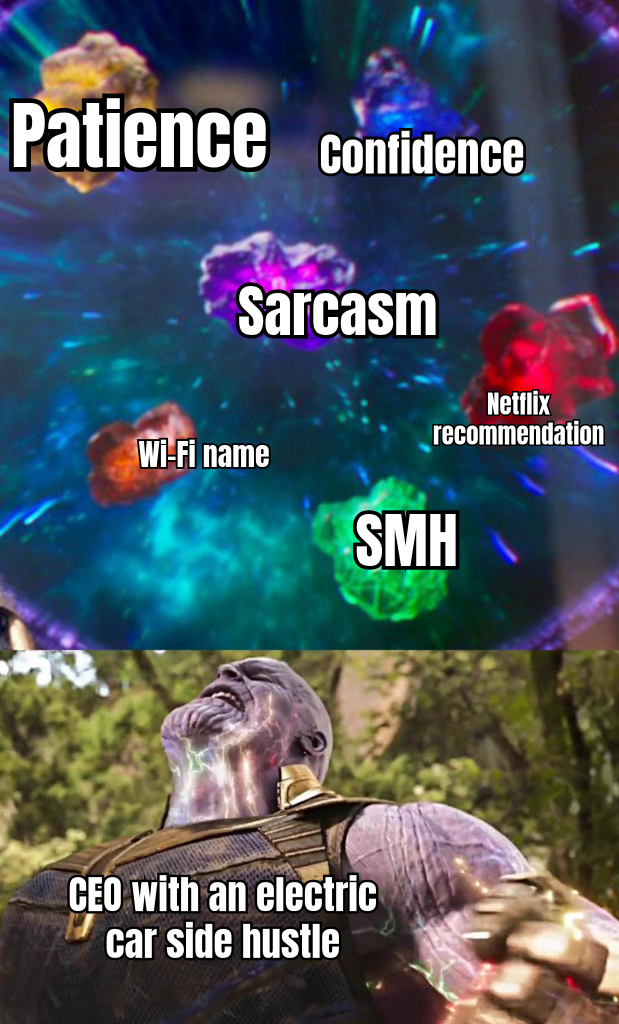 Patience
Confidence
Sarcasm
Netflix
recommendation
Wi-Fi name
SMH
CEO with an electric
car side hustle